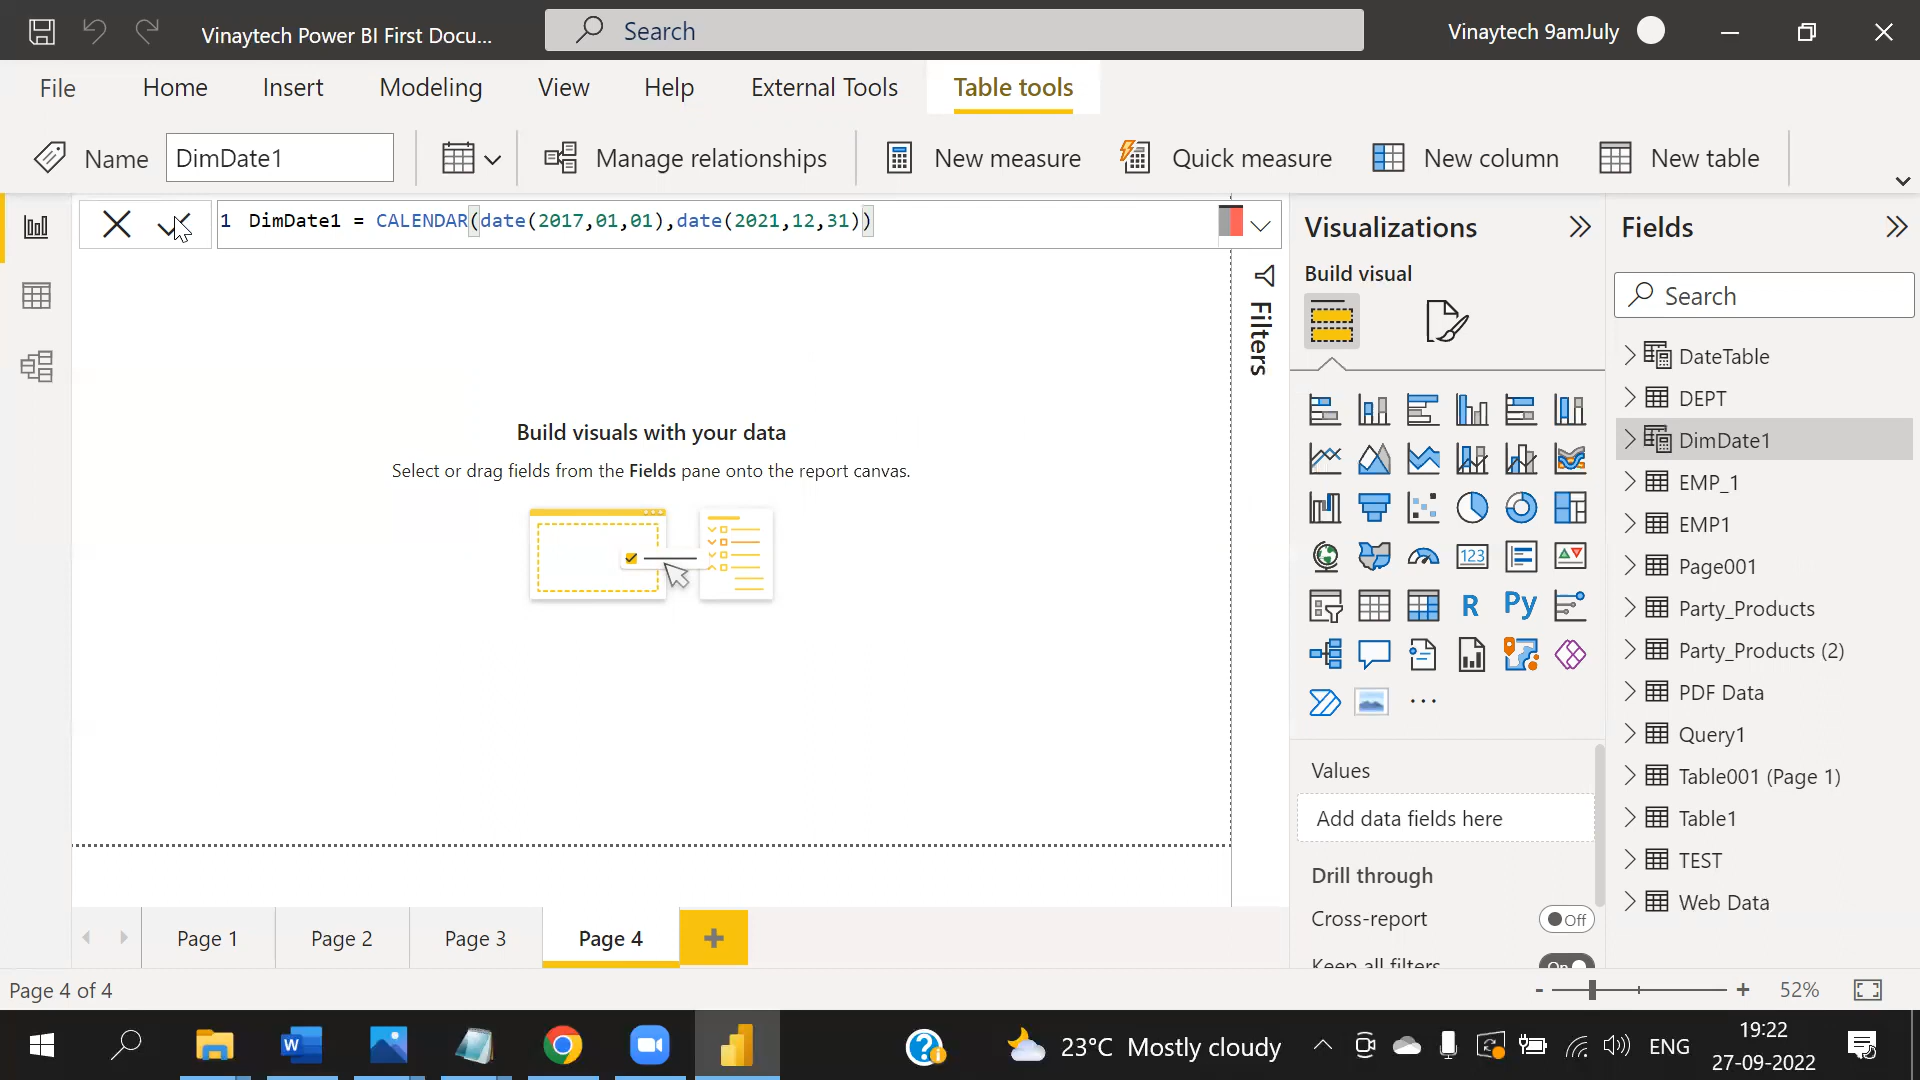 Vinaytech Power BI First Docu...
Search
Vinaytech 9amJuly
File
Home
Insert
Modeling
View
Help
External Tools
Table tools
Name
DimDate1
Manage relationships
New measure
Quick measure
New column
New table
1 DimDate1 = CALENDAR(date(2017,01,01),date(2021,12,31))
Filters
Build visuals with your data
Select or drag fields from the Fields pane onto the report canvas.
Visualizations
Build visual
123
R
Py
Values
Add data fields here
Drill through
Cross-report
Off
Keep all filters
On
Fields
Search
DateTable
DEPT
DimDate1
EMP_1
EMP1
Page001
Party_Products
Party_Products (2)
PDF Data
Query1
Table001 (Page 1)
Table1
TEST
Web Data
Page 1
Page 2
Page 3
Page 4
Page 4 of 4
- + 52%
23°C Mostly cloudy
ENG
19:22
27-09-2022